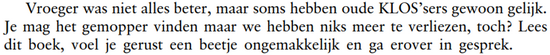 Vroeger was niet alles beter, maar soms hebben oude KLOS'sers gewoon gelijk.
Je mag het gemopper vinden maar we hebben niks meer te verliezen, toch? Lees
dit boek, voel je gerust een beetje ongemakkelijk en ga erover in gesprek.